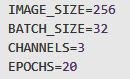 IMAGE_SIZE=256
BATCH_SIZE=32
CHANNELS=3
EPOCHS=20